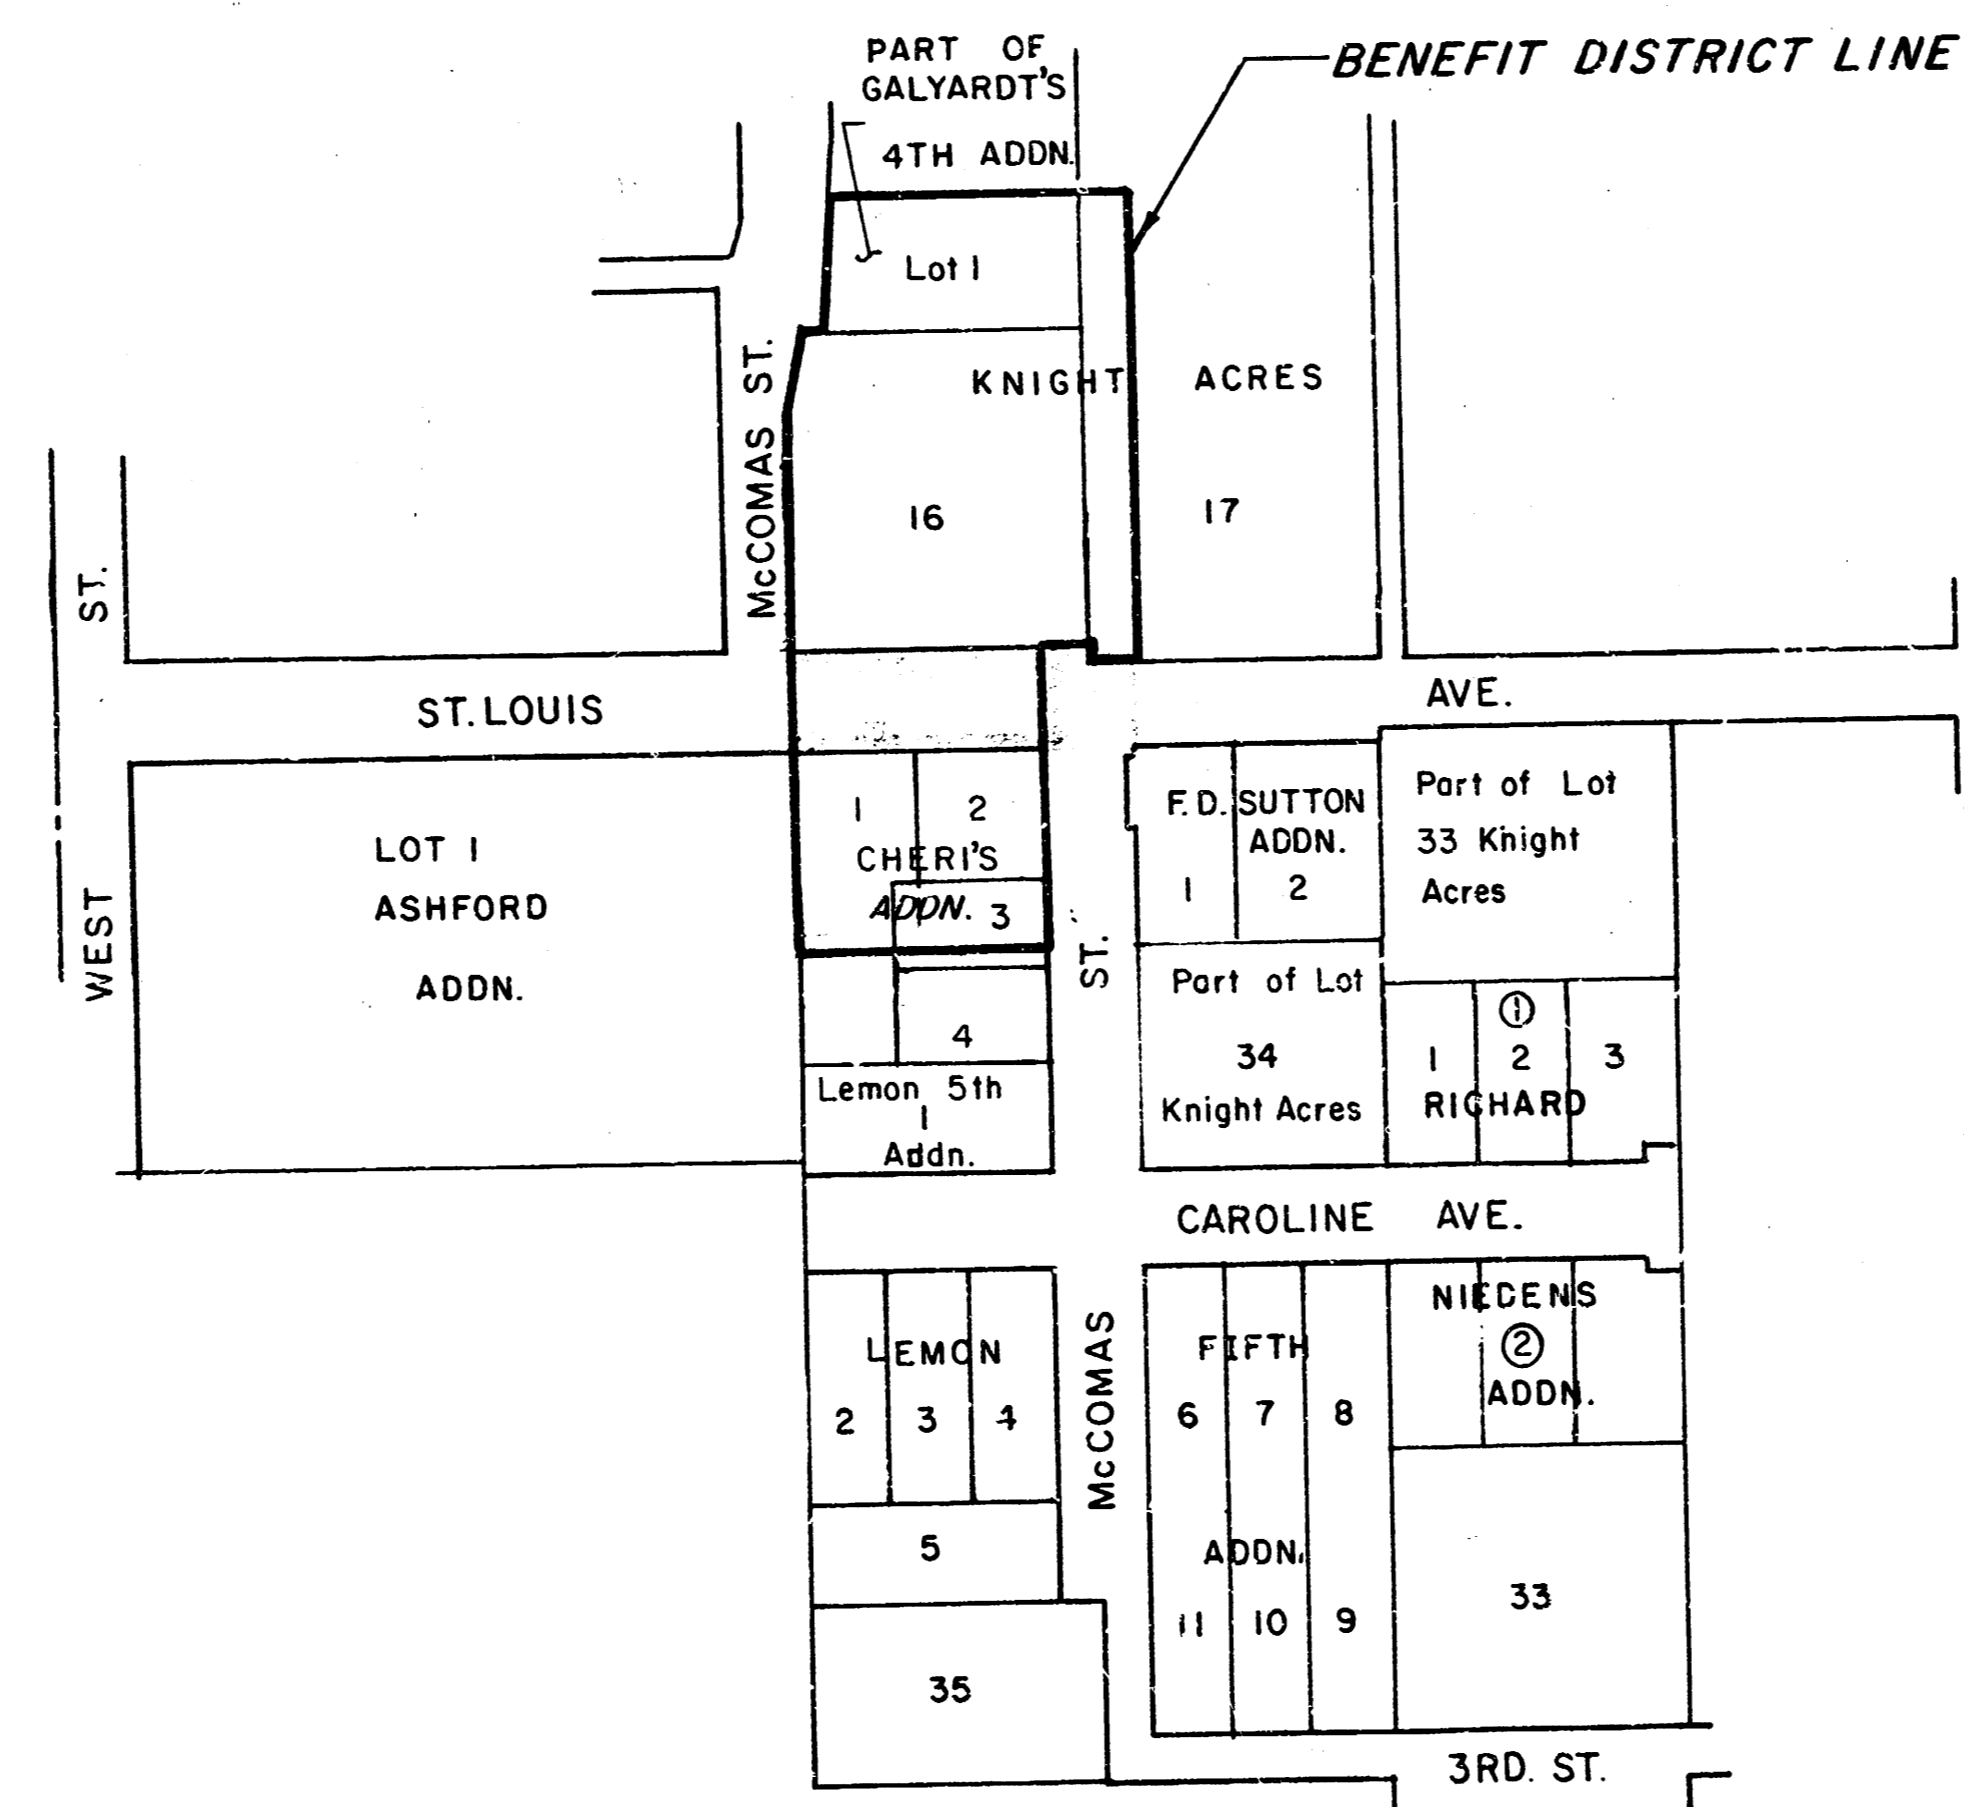 PART OF
GALYARDT'S
4TH ADDN.
BENEFIT DISTRICT LINE
Lot 1
KNIGHT ACRES
McCOMAS ST.
16
17
WEST ST.
ST. LOUIS AVE.
LOT 1
ASHFORD
ADDN.
1 2
CHERI'S
ADDN. 3
4
Lemon 5th
1
Addn.
ST.
F. D. SUTTON
ADDN.
1 2
Part of Lot
33 Knight
Acres
Part of Lot
34
Knight Acres
1
1 2 3
RICHARD
CAROLINE AVE.
LEMON
2 3 4
5
35
McCOMAS
FIFTH
6 7 8
ADDN.
11 10 9
NIEDENS
2
ADDN.
33
3RD. ST.